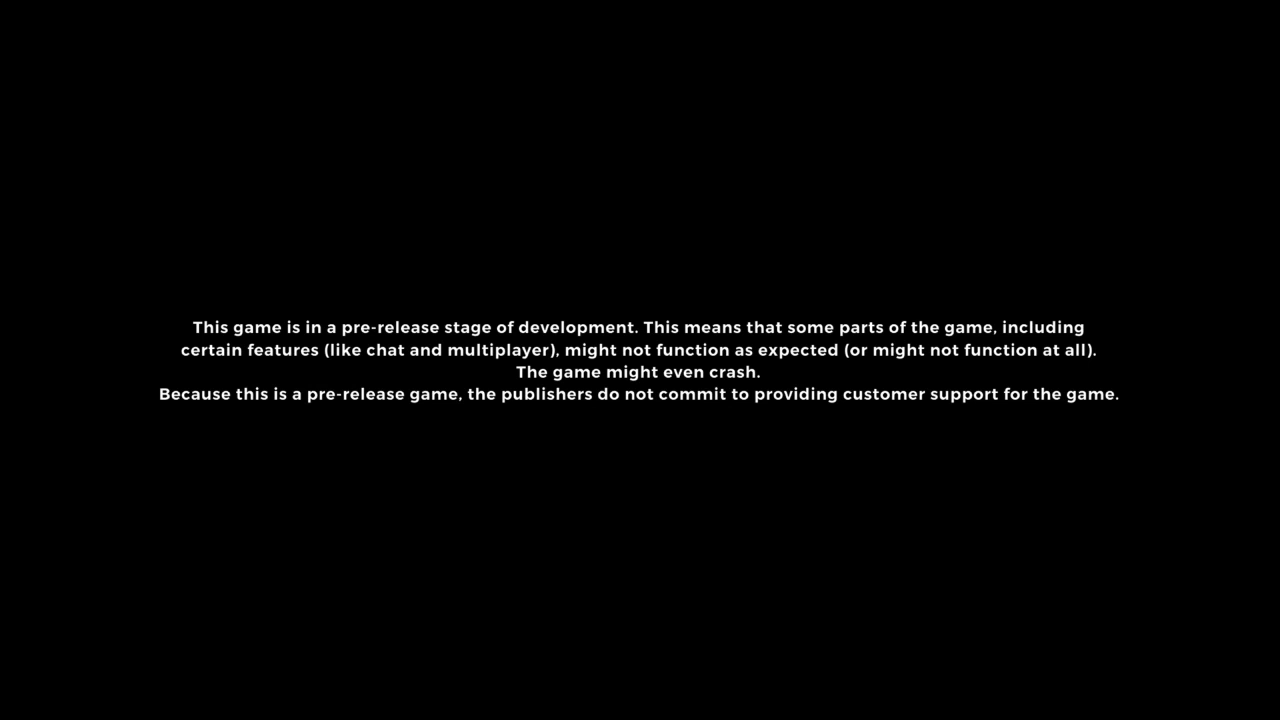 This game is in a pre-release stage of development. This means that some parts of the game, including
certain features (like chat and multiplayer), might not function as expected (or might not function at all).
The game might even crash.
Because this is a pre-release game, the publishers do not commit to providing customer support for the game.